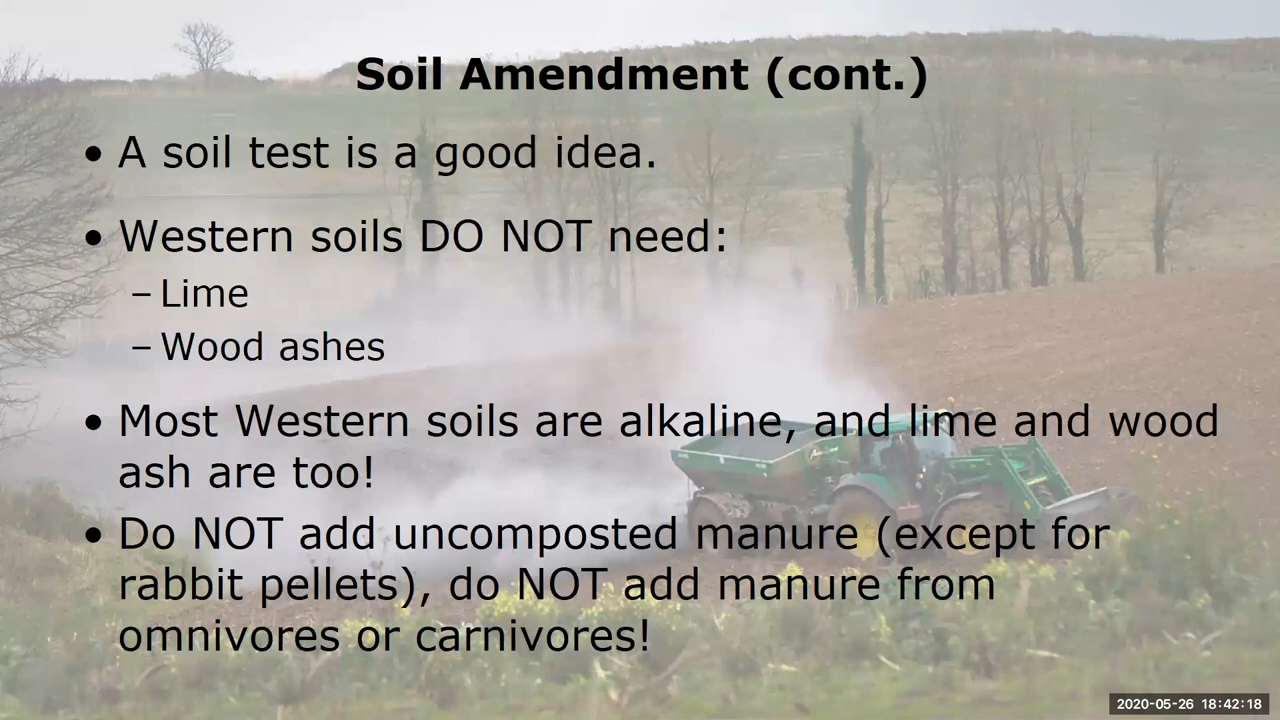 Soil Amendment (cont.)
• A soil test is a good idea.
• Western soils DO NOT need:
– Lime
– Wood ashes
• Most Western soils are alkaline, and lime and wood
ash are too!
• Do NOT add uncomposted manure (except for
rabbit pellets), do NOT add manure from
omnivores or carnivores!
2020-05-26 18:42:18